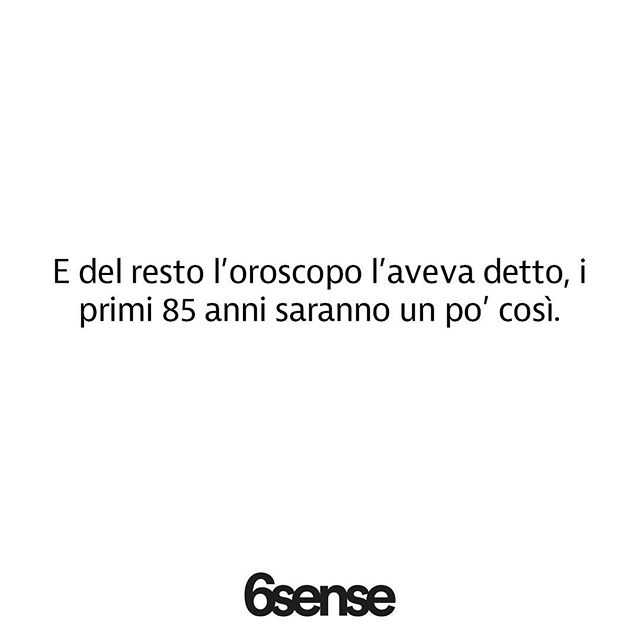 E del resto l’oroscopo l’aveva detto, i
primi 85 anni saranno un po’ così.
6sense